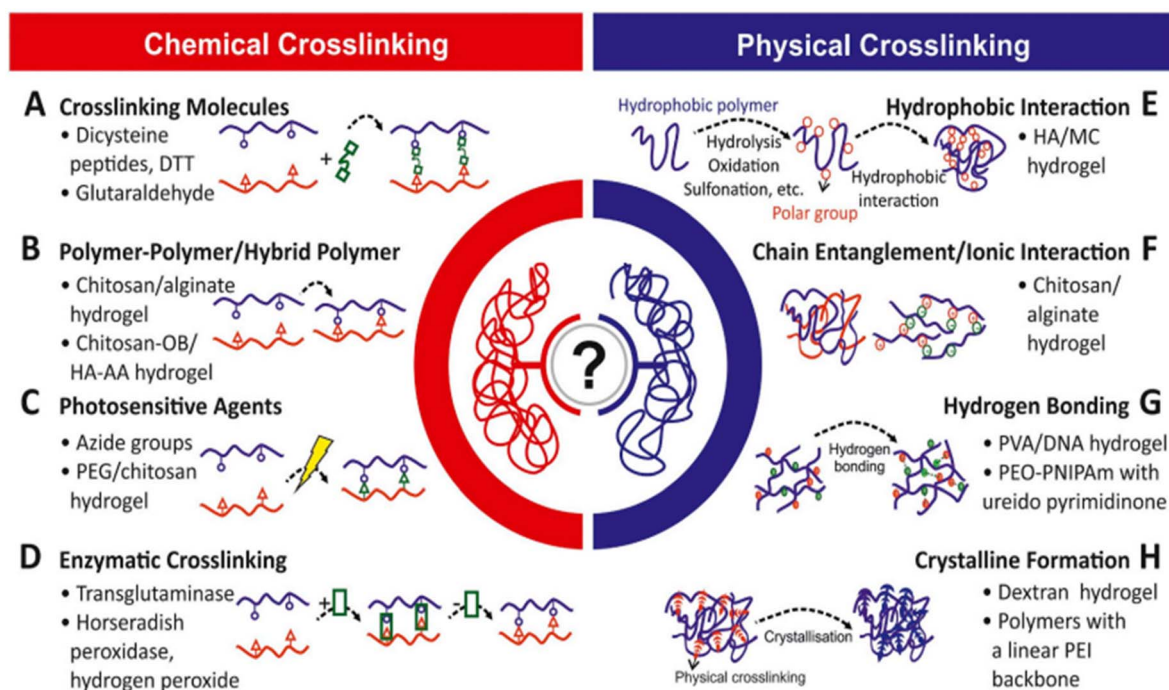 Chemical Crosslinking
A Crosslinking Molecules
• Dicysteine
peptides, DTT
• Glutaraldehyde
+
B Polymer-Polymer/Hybrid Polymer
• Chitosan/alginate
hydrogel
• Chitosan-OB/
HA-AA hydrogel
C Photosensitive Agents
• Azide groups
• PEG/chitosan
hydrogel
D Enzymatic Crosslinking
• Transglutaminase
• Horseradish
peroxidase,
hydrogen peroxide
+
-
?
Physical Crosslinking
Hydrophobic Interaction E
Hydrophobic polymer
Hydrolysis
Oxidation
Sulfonation, etc.
Polar group
Hydrophobic
interaction
• HA/MC
hydrogel
Chain Entanglement/Ionic Interaction F
• Chitosan/
alginate
hydrogel
Hydrogen Bonding G
Hydrogen
bonding
• PVA/DNA hydrogel
• PEO-PNIPAm with
ureido pyrimidinone
Crystalline Formation H
Crystallisation
Physical crosslinking
• Dextran hydrogel
• Polymers with
a linear PEI
backbone